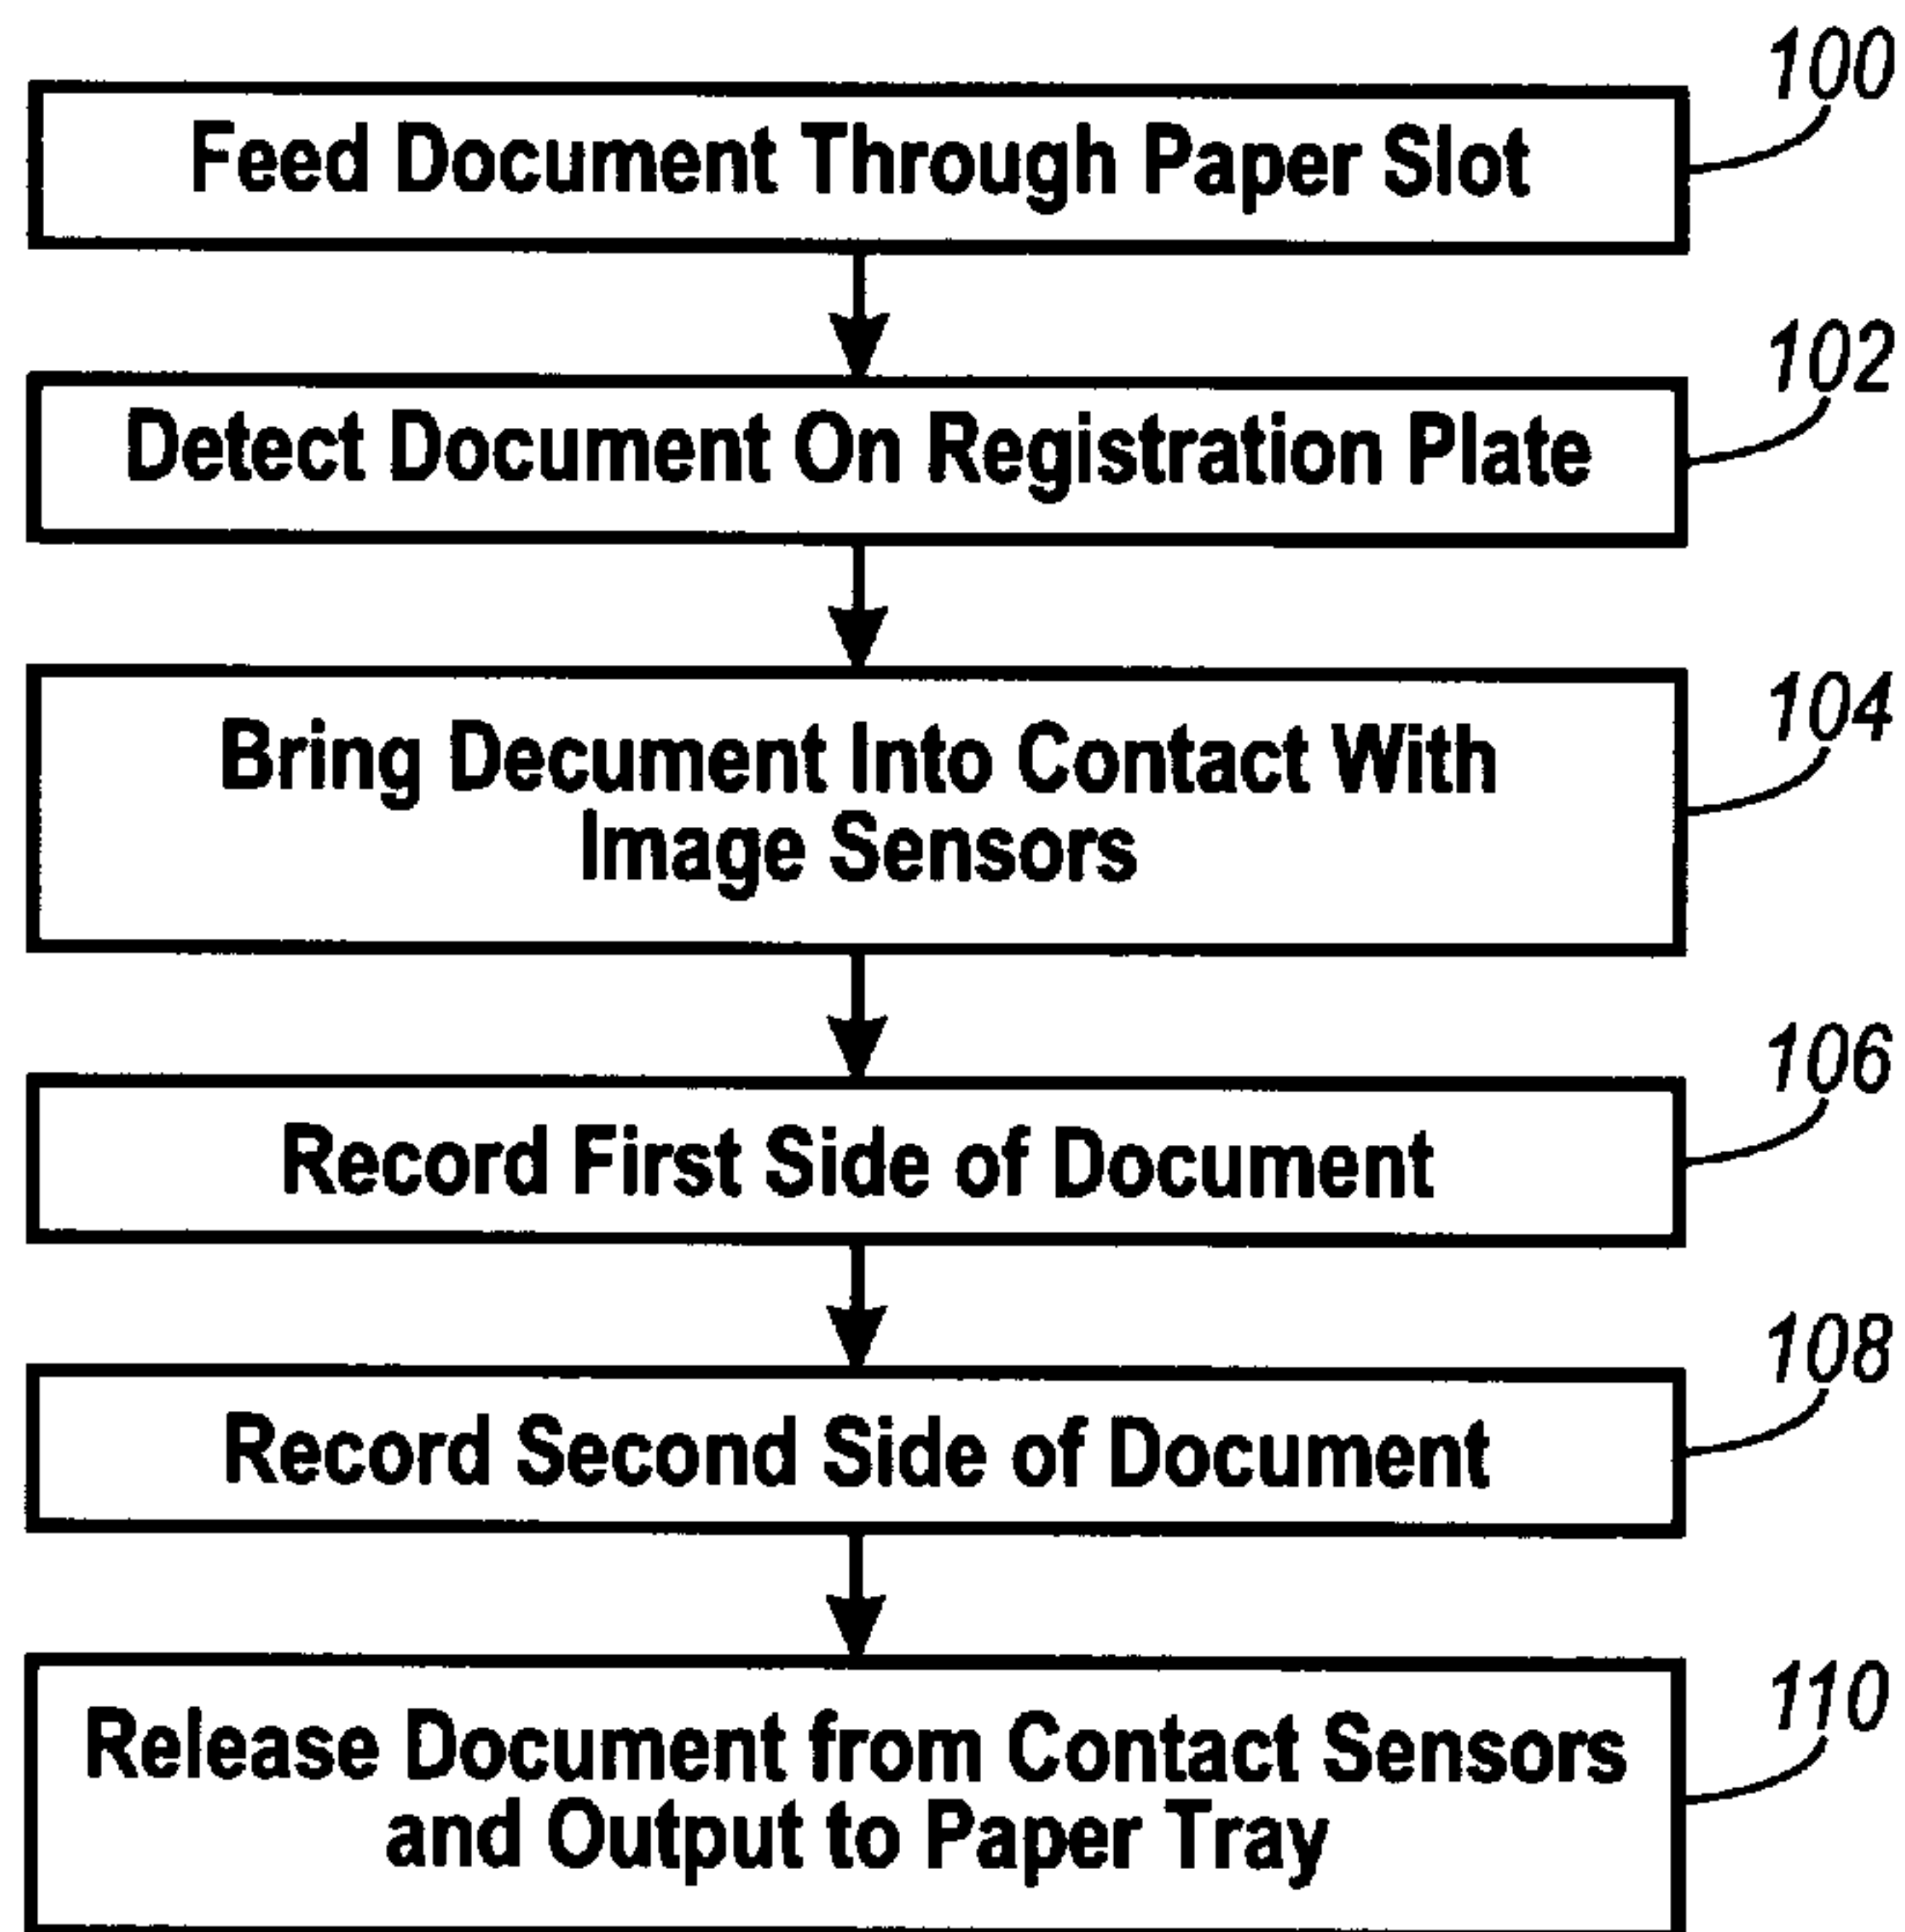 100
Feed Document Through Paper Slot
102
Detect Document On Registration Plate
104
Bring Decument Into Contact With
Image Sensors
106
Record First Side of Document
108
Record Second Side of Document
110
Release Document from Contact Sensors
and Output to Paper Tray